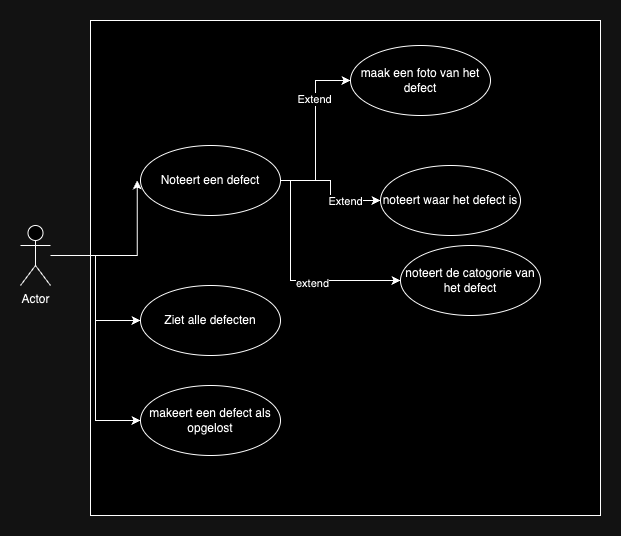 maak een foto van het
defect
Extend
Noteert een defect
Extend
noteert waar het defect is
noteert de catogorie van
het defect
extend
Actor
Ziet alle defecten
makeert een defect als
opgelost